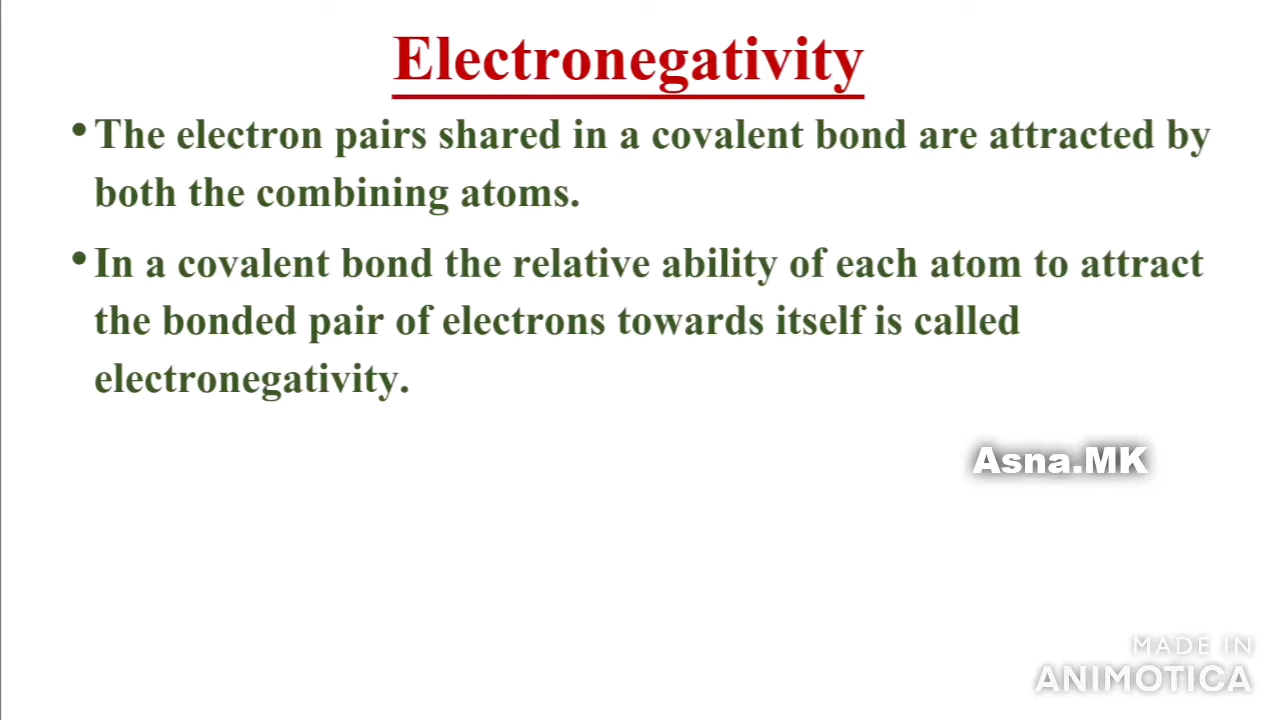 Electronegativity
• The electron pairs shared in a covalent bond are attracted by
both the combining atoms.
• In a covalent bond the relative ability of each atom to attract
the bonded pair of electrons towards itself is called
electronegativity.
Asna.MK
MADE IN
ANIMOTICA